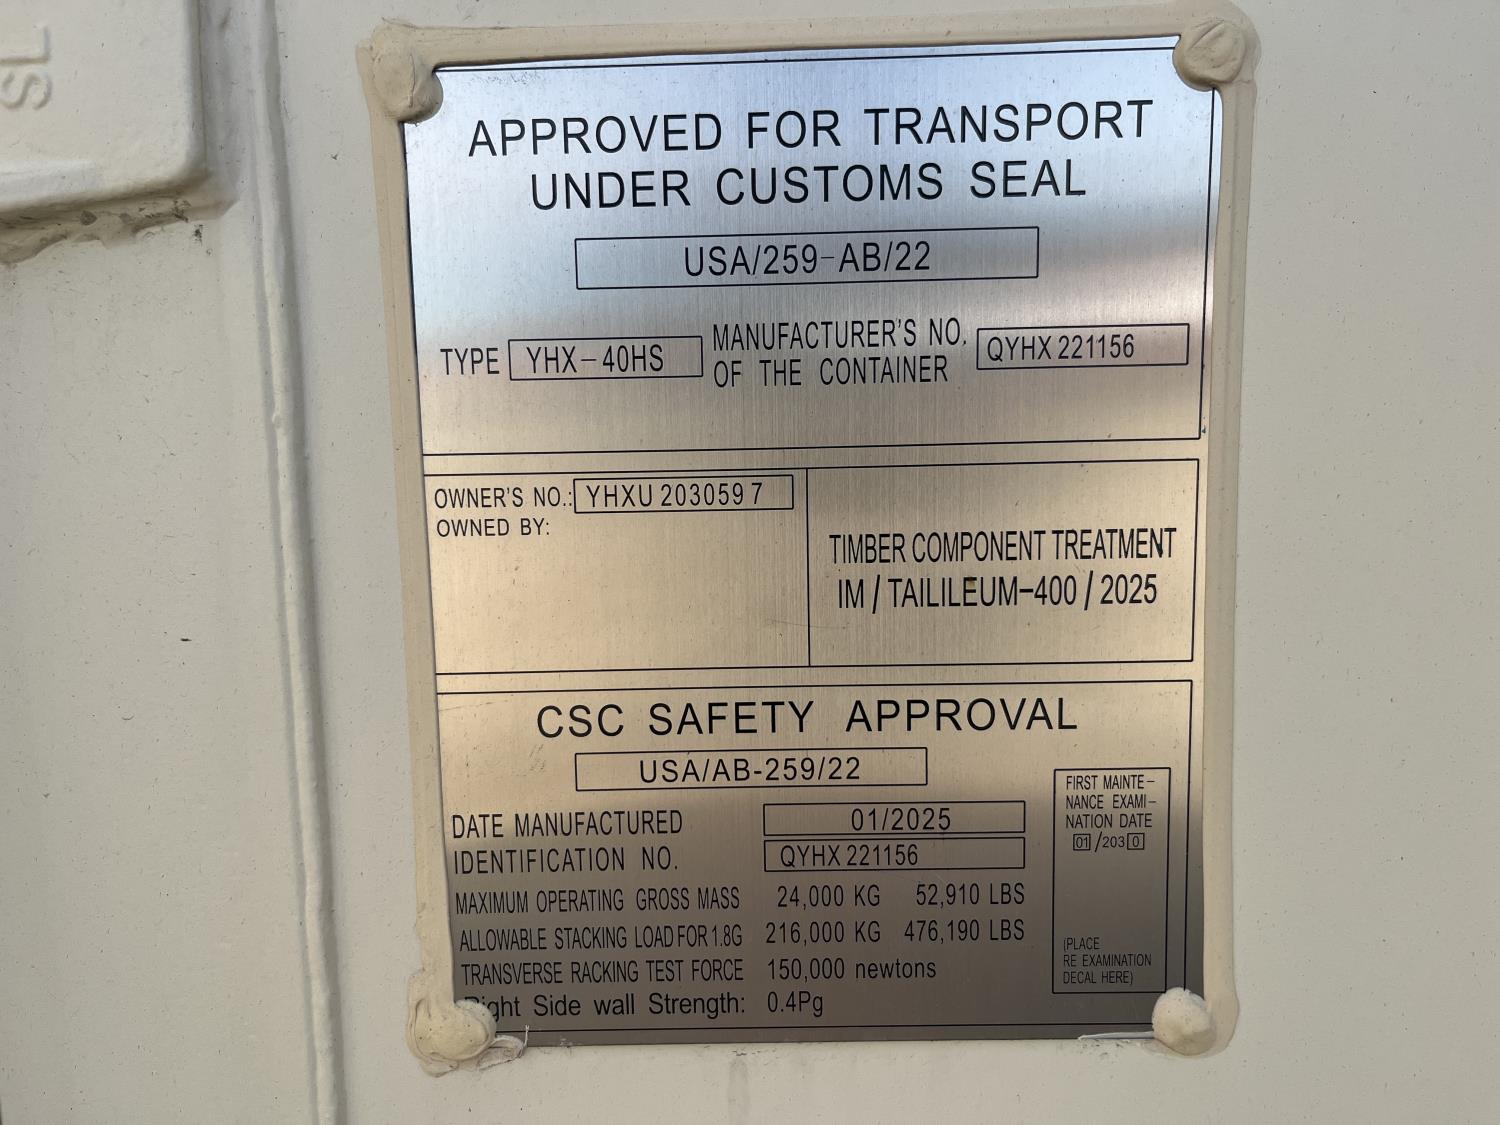 SL
APPROVED FOR TRANSPORT
UNDER CUSTOMS SEAL
USA/259-AB/22
TYPE YHX-40HS MANUFACTURER'S NO. OF THE CONTAINER QYHX 221156
OWNER'S NO.: YHXU 203059 7
OWNED BY:
TIMBER COMPONENT TREATMENT
IM / TAILILEUM-400 / 2025
CSC SAFETY APPROVAL
USA/AB-259/22
DATE MANUFACTURED 01/2025
IDENTIFICATION NO. QYHX 221156
MAXIMUM OPERATING GROSS MASS 24,000 KG 52,910 LBS
ALLOWABLE STACKING LOAD FOR 1.8G 216,000 KG 476,190 LBS
TRANSVERSE RACKING TEST FORCE 150,000 newtons
Right Side wall Strength: 0.4Pg
FIRST MAINTE-
NANCE EXAMI-
NATION DATE
01/2030
(PLACE
RE EXAMINATION
DECAL HERE)